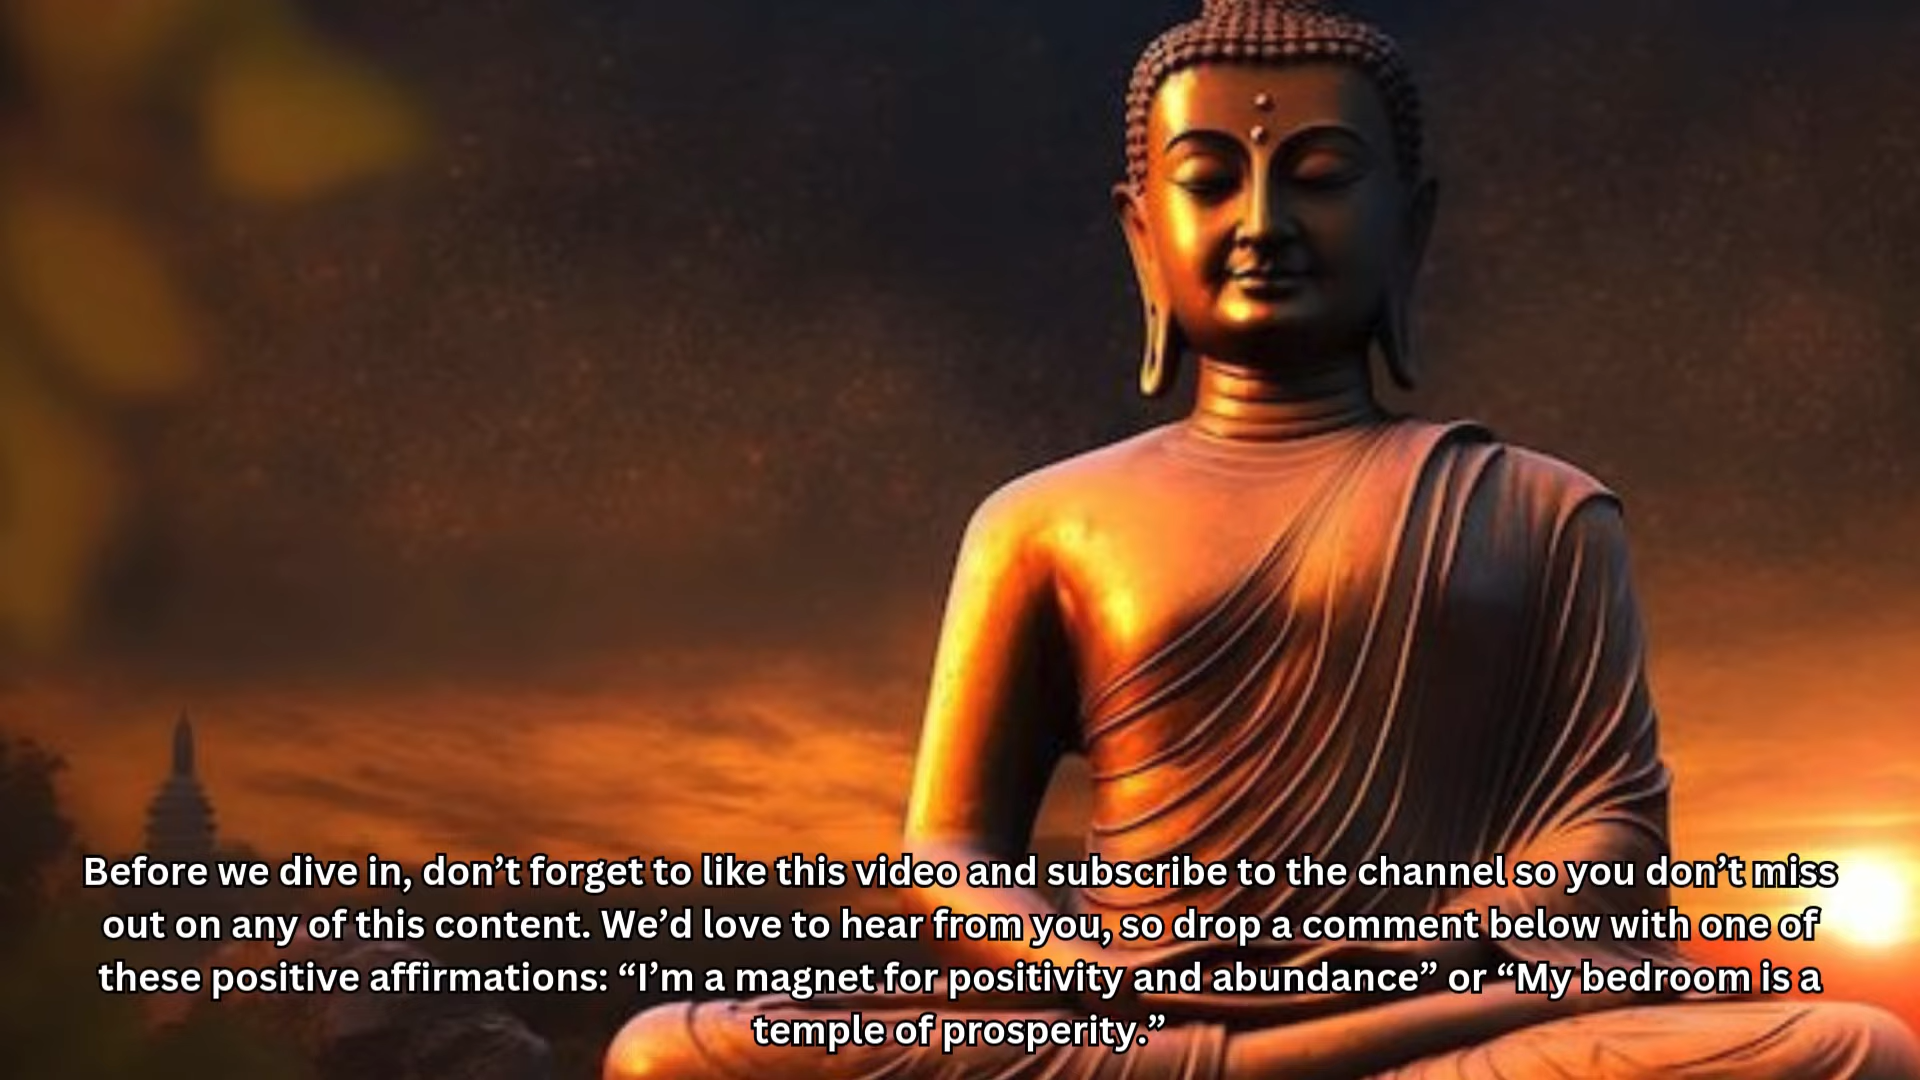 Before we dive in, don’t forget to like this video and subscribe to the channel so you don’t miss
out on any of this content. We’d love to hear from you, so drop a comment below with one of
these positive affirmations: “I’m a magnet for positivity and abundance” or “My bedroom is a
temple of prosperity.”